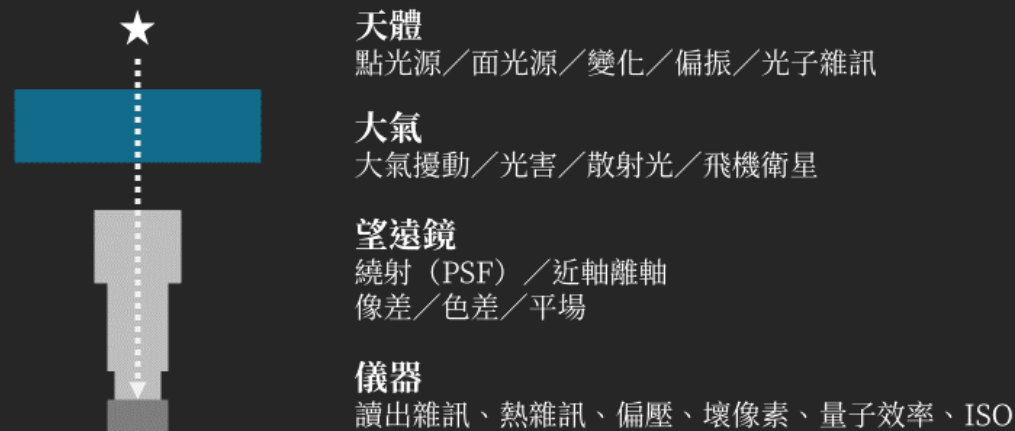 天體
點光源／面光源／變化／偏振／光子雜訊
大氣
大氣擾動／光害／散射光／飛機衛星
望遠鏡
繞射（PSF）／近軸離軸
像差／色差／平場
儀器
讀出雜訊、熱雜訊、偏壓、壞像素、量子效率、ISO